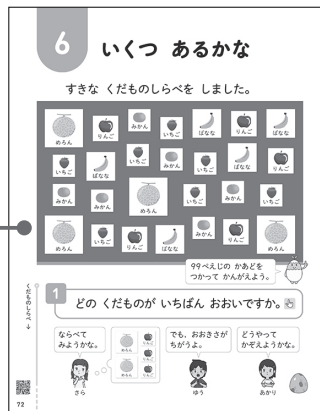 6 いくつ あるかな
すきな くだものしらべを しました。
めろん りんご みかん いちご ばなな りんご ばなな
いちご ばなな いちご みかん いちご ばなな りんご
みかん みかん めろん いちご みかん いちご
めろん いちご りんご ばなな みかん りんご めろん
99ぺえじの かあどを
つかって かんがえよう。
くだものしらべ →
1 どの くだものが いちばん おおいですか。
ならべて
みようかな。
めろん りんご
りんご
めろん りんご
でも、おおきさが
ちがうよ。
どうやって
かぞえようかな。
さら
ゆう
あかり
72